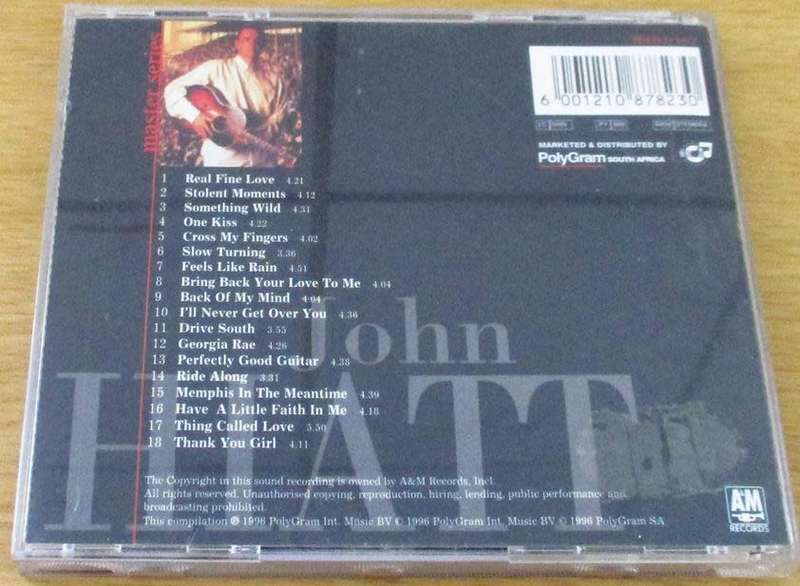 master series
6 001210 878230
MARKETED & DISTRIBUTED BY
PolyGram SOUTH AFRICA
1 Real Fine Love 4.21
2 Stolent Moments 4.12
3 Something Wild 4.31
4 One Kiss 4.22
5 Cross My Fingers 4.02
6 Slow Turning 3.36
7 Feels Like Rain 4.51
8 Bring Back Your Love To Me 4.04
9 Back Of My Mind 4.04
10 I'll Never Get Over You 4.36
11 Drive South 3.55
12 Georgia Rae 4.26
13 Perfectly Good Guitar 4.38
14 Ride Along 3.31
15 Memphis In The Meantime 4.39
16 Have A Little Faith In Me 4.18
17 Thing Called Love 5.50
18 Thank You Girl 4.11
John
HIATT
The Copyright in this sound recording is owned by A&M Records, Incl.
All rights reserved. Unauthorised copying, reproduction, hiring, lending, public performance and
broadcasting prohibited.
This compilation ℗ 1996 PolyGram Int. Music BV © 1996 PolyGram Int. Music BV © 1996 PolyGram SA
A&M
RECORDS